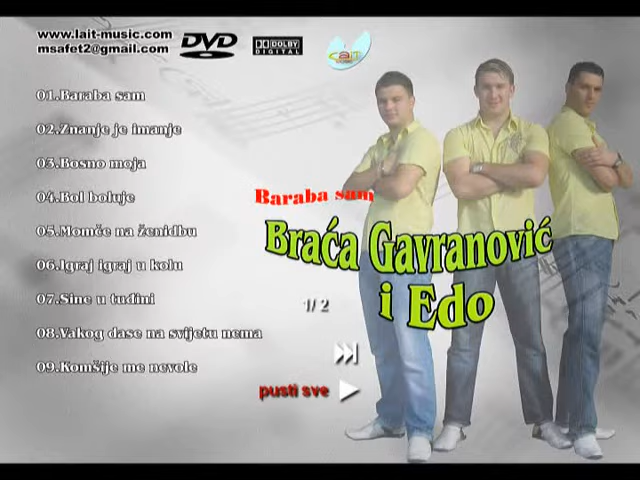 www.lait-music.com
msafet2@gmail.com
DVD
DOLBY
DIGITAL
01.Baraba sam
02.Znanje je imanje
03.Bosno moja
04.Bol boluje
05.Momče na ženidbu
06.Igraj igraj u kolu
07.Sine u tuđini
08.Vakog dase na svijetu nema
09.Komšije me nevole
Baraba sam
Braća Gavranović
i Edo
1/2
pusti sve